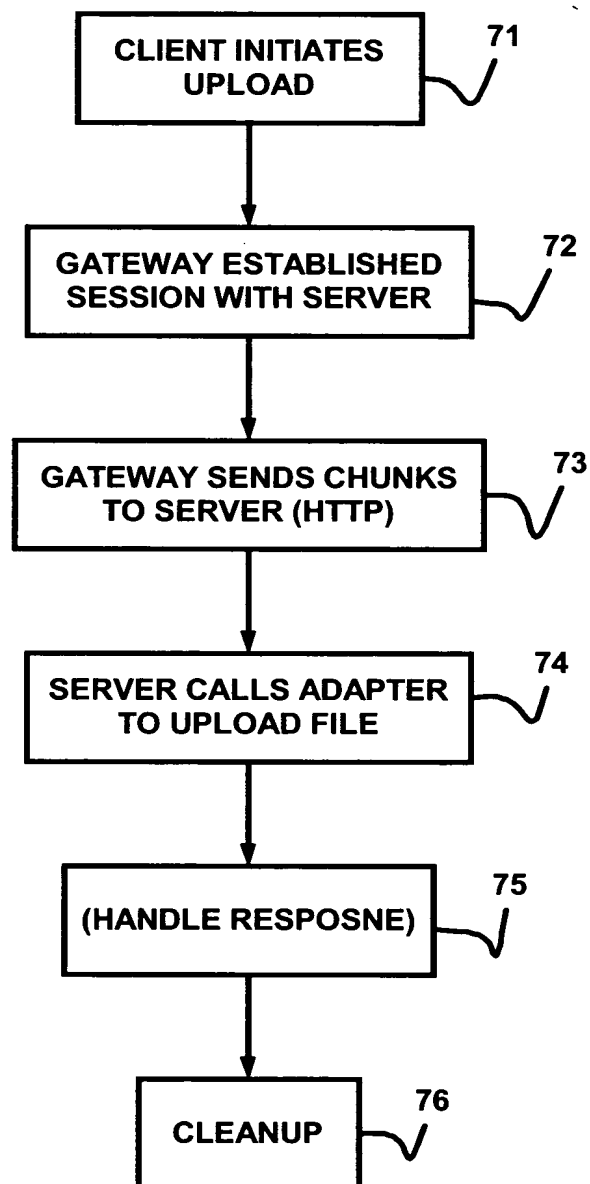 CLIENT INITIATES
UPLOAD
71
GATEWAY ESTABLISHED
SESSION WITH SERVER
72
GATEWAY SENDS CHUNKS
TO SERVER (HTTP)
73
SERVER CALLS ADAPTER
TO UPLOAD FILE
74
(HANDLE RESPOSNE)
75
CLEANUP
76